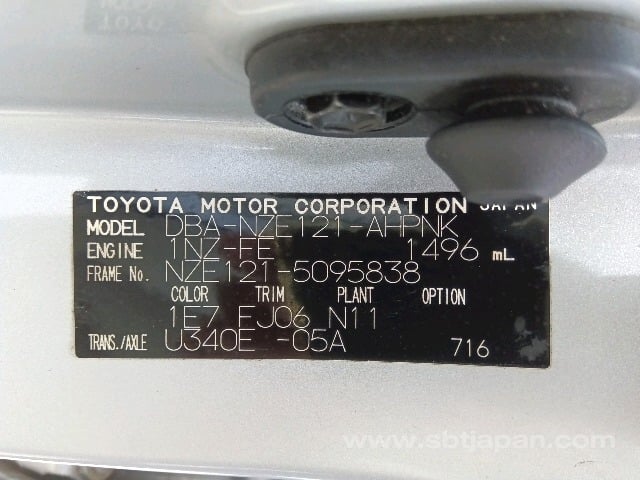 TOYOTA MOTOR CORPORATION JAPAN
MODEL DBA-NZE121-AHPNK
ENGINE 1NZ-FE 1496 mL
FRAME No. NZE121-5095838
COLOR TRIM PLANT OPTION
1E7 EJ06 N11
TRANS./AXLE U340E -05A 716
www.sbtjapan.com